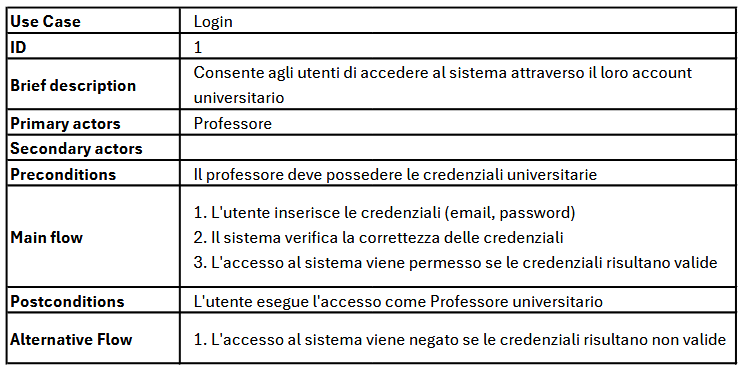 Use Case Login
ID 1
Brief description Consente agli utenti di accedere al sistema attraverso il loro account
universitario
Primary actors Professore
Secondary actors
Preconditions Il professore deve possedere le credenziali universitarie
Main flow
1. L'utente inserisce le credenziali (email, password)
2. Il sistema verifica la correttezza delle credenziali
3. L'accesso al sistema viene permesso se le credenziali risultano valide
Postconditions L'utente esegue l'accesso come Professore universitario
Alternative Flow 1. L'accesso al sistema viene negato se le credenziali risultano non valide